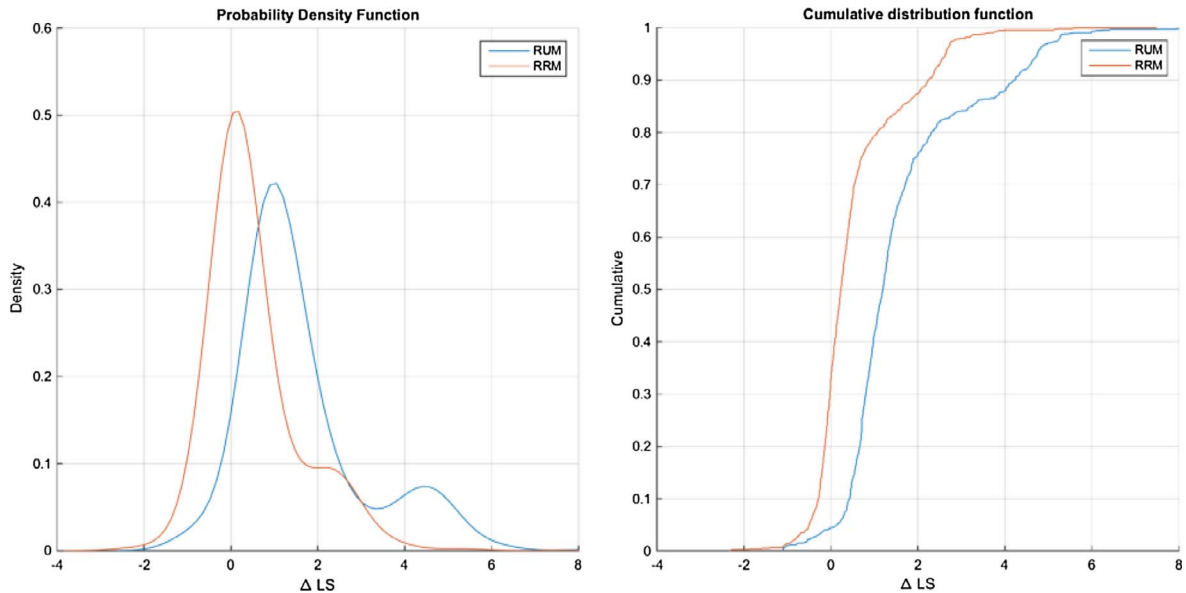 Probability Density Function
0.6
0.5
0.4
0.3
0.2
0.1
0
Density
-4 -2 0 2 4 6 8
Δ LS
RUM
RRM
Cumulative distribution function
1
0.9
0.8
0.7
0.6
0.5
0.4
0.3
0.2
0.1
0
Cumulative
-4 -2 0 2 4 6 8
Δ LS
RUM
RRM